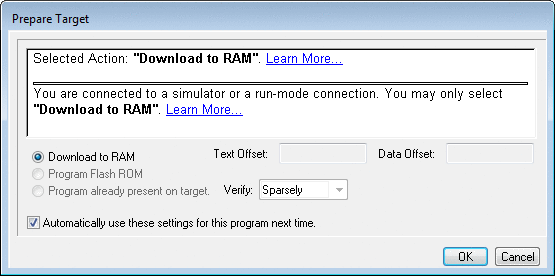 Prepare Target
Selected Action: "Download to RAM". Learn More...
You are connected to a simulator or a run-mode connection. You may only select
"Download to RAM". Learn More...
Download to RAM Text Offset: Data Offset:
Program Flash ROM
Program already present on target. Verify: Sparsely
Automatically use these settings for this program next time.
OK Cancel